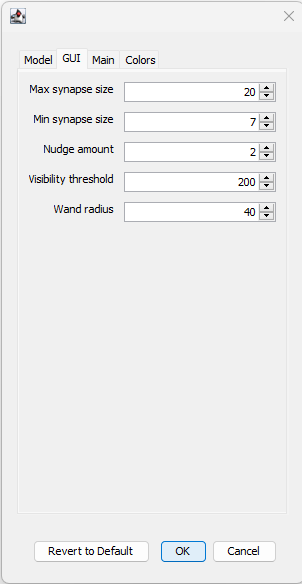 Model GUI Main Colors
Max synapse size 20
Min synapse size 7
Nudge amount 2
Visibility threshold 200
Wand radius 40
Revert to Default OK Cancel